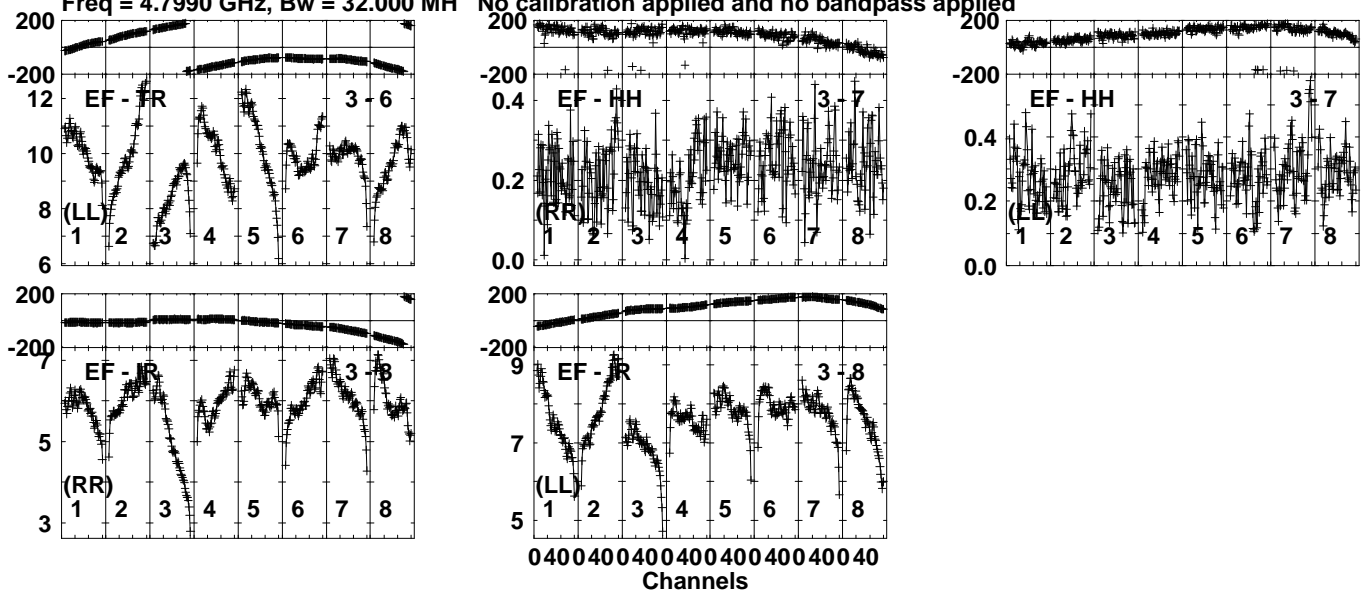 Freq = 4.7990 GHz, Bw = 32.000 MH No calibration applied and no bandpass applied
200
-200
12
10
8
6
EF - TR
3 - 6
(LL)
1 2 3 4 5 6 7 8
200
-200
0.4
0.2
0.0
EF - HH
3 - 7
(RR)
1 2 3 4 5 6 7 8
200
-200
0.4
0.2
0.0
EF - HH
3 - 7
(LL)
1 2 3 4 5 6 7 8
200
-200
7
5
3
EF - IR
3 - 8
(RR)
1 2 3 4 5 6 7 8
200
-200
9
7
5
EF - IR
3 - 8
(LL)
1 2 3 4 5 6 7 8
0 40 0 40 0 40 0 40 0 40 0 40 0 40 0 40
Channels